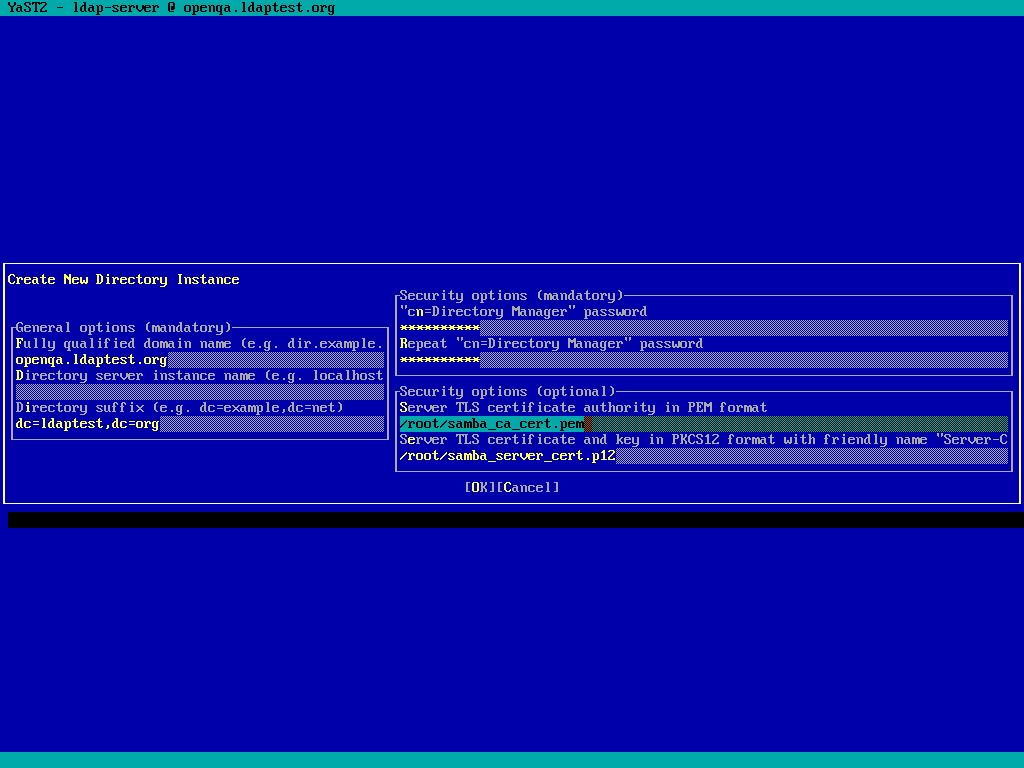 YaST2 - ldap-server @ openqa.ldaptest.org
Create New Directory Instance
General options (mandatory)
Fully qualified domain name (e.g. dir.example.
openqa.ldaptest.org
Directory server instance name (e.g. localhost
Directory suffix (e.g. dc=example,dc=net)
dc=ldaptest,dc=org
Security options (mandatory)
"cn=Directory Manager" password
**********
Repeat "cn=Directory Manager" password
**********
Security options (optional)
Server TLS certificate authority in PEM format
/root/samba_ca_cert.pem
Server TLS certificate and key in PKCS12 format with friendly name "Server-C
/root/samba_server_cert.p12
[OK][Cancel]